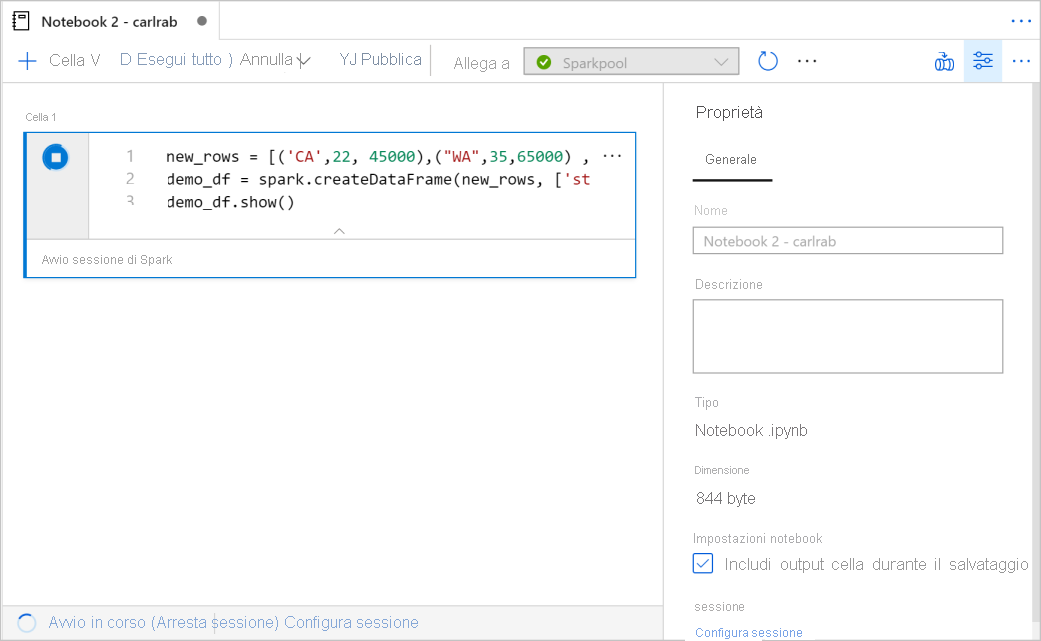 Notebook 2 - carlrab
Cella V D Esegui tutto ) Annulla YJ Pubblica Allega a Sparkpool
Cella 1
1 new_rows = [('CA',22, 45000),("WA",35,65000) , ...
2 demo_df = spark.createDataFrame(new_rows, ['st
3 demo_df.show()
Avvio sessione di Spark
Avvio in corso (Arresta sessione) Configura sessione
Proprietà
Generale
Nome
Notebook 2 - carlrab
Descrizione
Tipo
Notebook .ipynb
Dimensione
844 byte
Impostazioni notebook
Includi output cella durante il salvataggio
sessione
Configura sessione